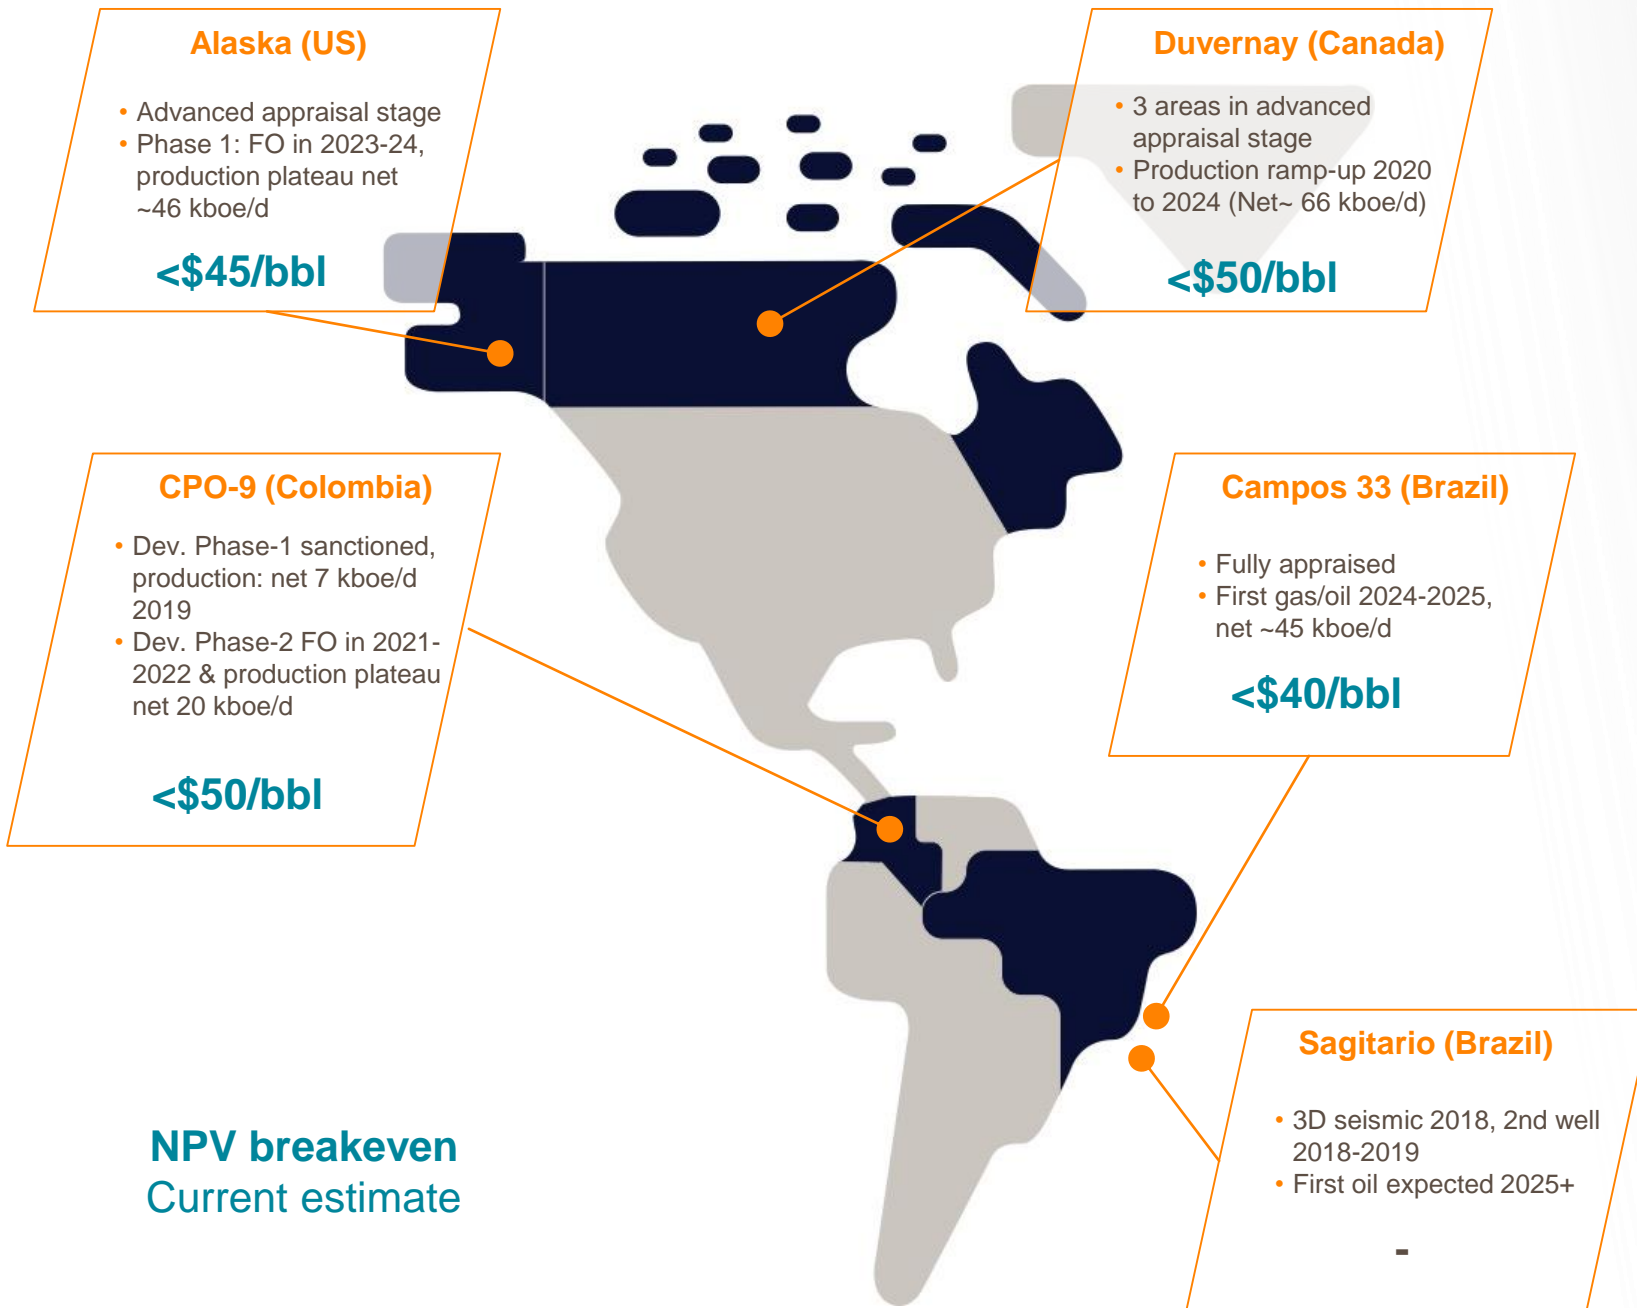 Alaska (US)
• Advanced appraisal stage
• Phase 1: FO in 2023-24,
production plateau net
~46 kboe/d
<$45/bbl
Duvernay (Canada)
• 3 areas in advanced
appraisal stage
• Production ramp-up 2020
to 2024 (Net~ 66 kboe/d)
<$50/bbl
CPO-9 (Colombia)
• Dev. Phase-1 sanctioned,
production: net 7 kboe/d
2019
• Dev. Phase-2 FO in 2021-
2022 & production plateau
net 20 kboe/d
<$50/bbl
Campos 33 (Brazil)
• Fully appraised
• First gas/oil 2024-2025,
net ~45 kboe/d
<$40/bbl
Sagitario (Brazil)
• 3D seismic 2018, 2nd well
2018-2019
• First oil expected 2025+
-
NPV breakeven
Current estimate